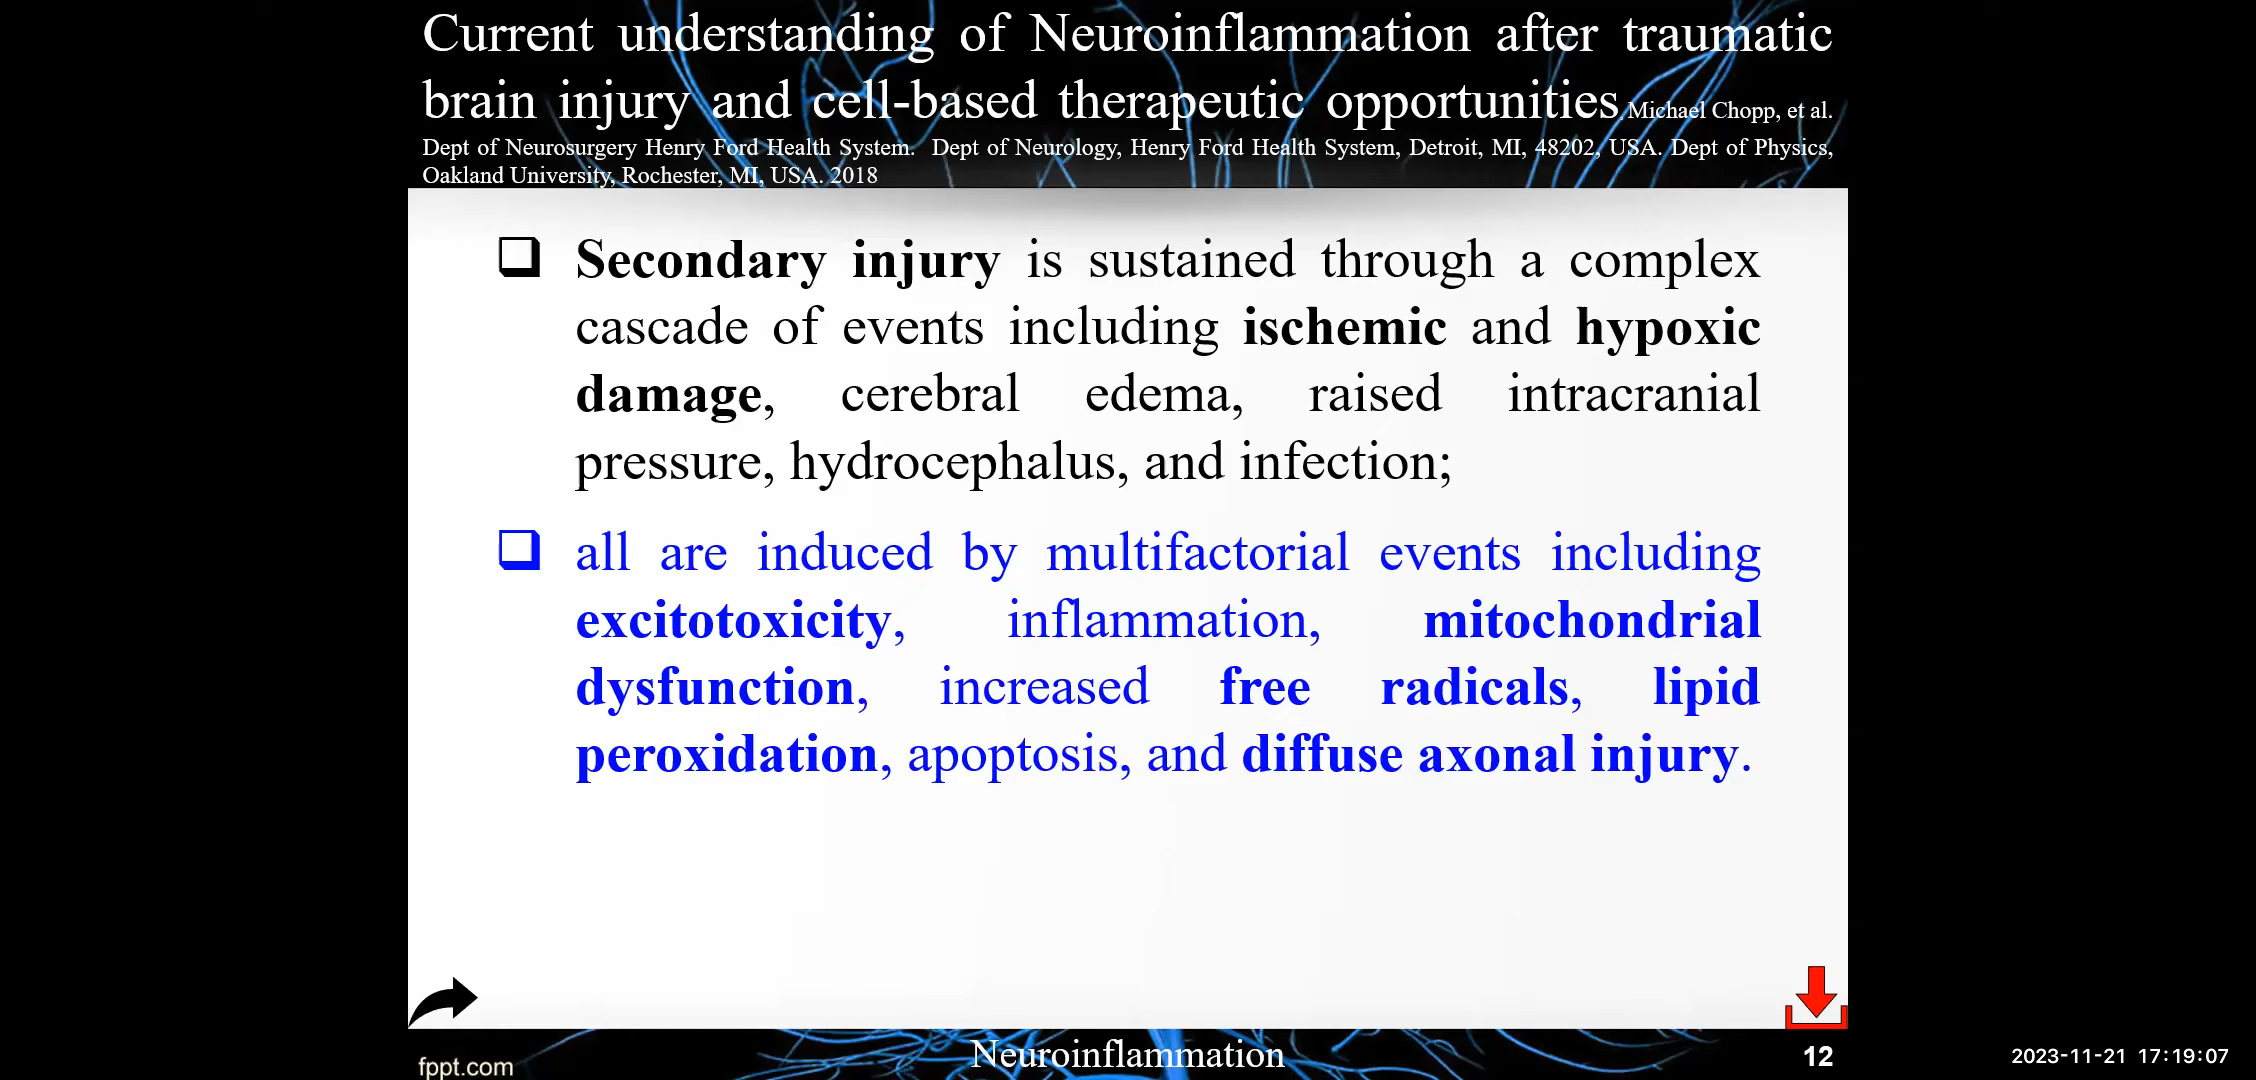 Current understanding of Neuroinflammation after traumatic
brain injury and cell-based therapeutic opportunities. Michael Chopp, et al.
Dept of Neurosurgery Henry Ford Health System. Dept of Neurology, Henry Ford Health System, Detroit, MI, 48202, USA. Dept of Physics,
Oakland University, Rochester, MI, USA. 2018
Secondary injury is sustained through a complex
cascade of events including ischemic and hypoxic
damage, cerebral edema, raised intracranial
pressure, hydrocephalus, and infection;
all are induced by multifactorial events including
excitotoxicity, inflammation, mitochondrial
dysfunction, increased free radicals, lipid
peroxidation, apoptosis, and diffuse axonal injury.
fppt.com
Neuroinflammation
12
2023-11-21 17:19:07